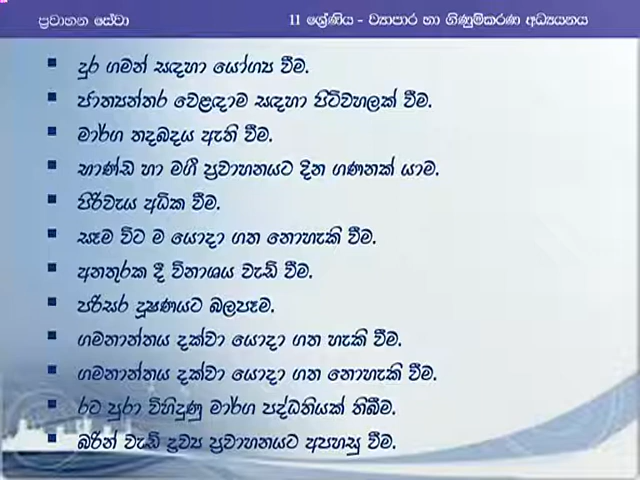 ප්‍රවාහන සේවා
11 ශ්‍රේණිය - ව්‍යාපාර හා ගිණුම්කරණ අධ්‍යයනය
දුර ගමන් සඳහා යෝග්‍ය වීම.
ජාත්‍යන්තර වෙළඳාම සඳහා පිටිවහලක් වීම.
මාර්ග තදබදය ඇති වීම.
භාණ්ඩ හා මගී ප්‍රවාහනයට දින ගණනක් යාම.
පිරිවැය අධික වීම.
සෑම විට ම යොදා ගත නොහැකි වීම.
අනතුරක දී විනාශය වැඩි වීම.
පරිසර දූෂණයට බලපෑම.
ගමනාන්තය දක්වා යොදා ගත හැකි වීම.
ගමනාන්තය දක්වා යොදා ගත නොහැකි වීම.
රට පුරා විහිදුණු මාර්ග පද්ධතියක් තිබීම.
බරින් වැඩි ද්‍රව්‍ය ප්‍රවාහනයට අපහසු වීම.